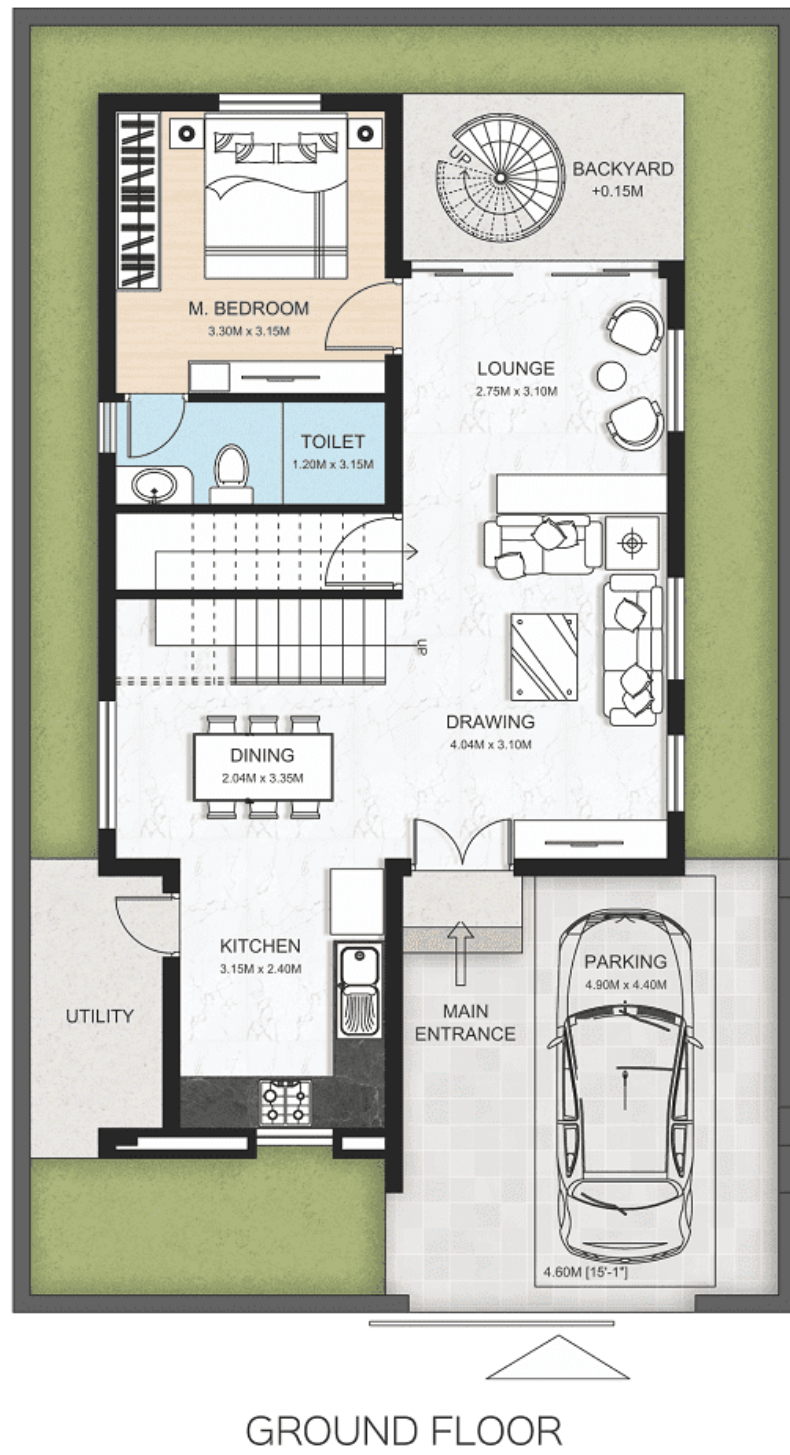 UP
BACKYARD
+0.15M
M. BEDROOM
3.30M x 3.15M
LOUNGE
2.75M x 3.10M
TOILET
1.20M x 3.15M
UP
DRAWING
4.04M x 3.10M
DINING
2.04M x 3.35M
KITCHEN
3.15M x 2.40M
PARKING
4.90M x 4.40M
UTILITY
MAIN
ENTRANCE
4.60M [15'-1"]
GROUND FLOOR